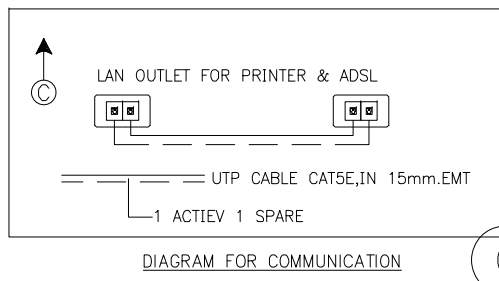 C
LAN OUTLET FOR PRINTER & ADSL
UTP CABLE CAT5E,IN 15mm.EMT
1 ACTIEV 1 SPARE
DIAGRAM FOR COMMUNICATION